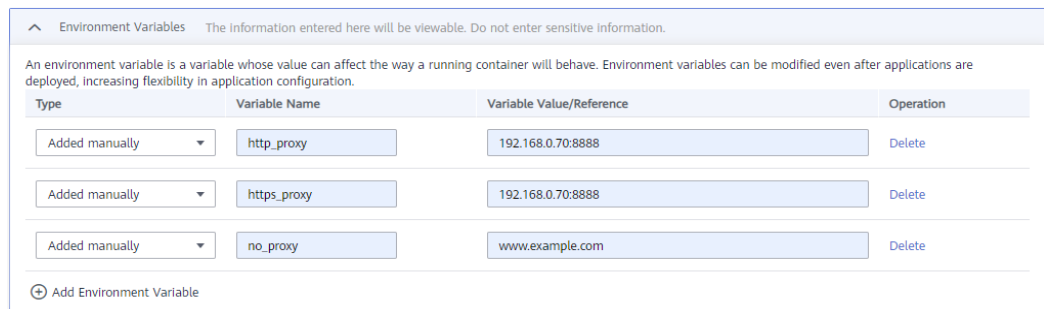 Environment Variables The information entered here will be viewable. Do not enter sensitive information.
An environment variable is a variable whose value can affect the way a running container will behave. Environment variables can be modified even after applications are
deployed, increasing flexibility in application configuration.
Type Variable Name Variable Value/Reference Operation
Added manually http_proxy 192.168.0.70:8888 Delete
Added manually https_proxy 192.168.0.70:8888 Delete
Added manually no_proxy www.example.com Delete
Add Environment Variable